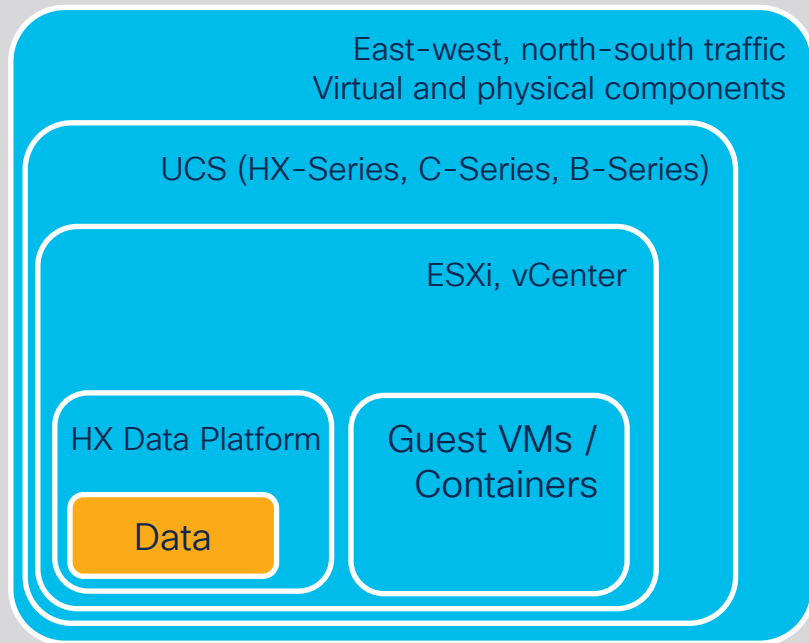 East-west, north-south traffic
Virtual and physical components
UCS (HX-Series, C-Series, B-Series)
ESXi, vCenter
HX Data Platform
Data
Guest VMs /
Containers